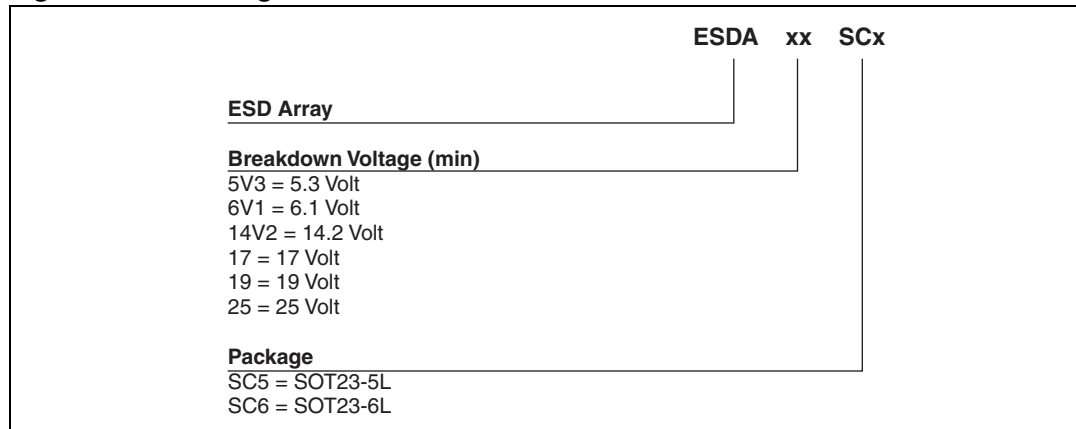 ESDA xx SCx
ESD Array
Breakdown Voltage (min)
5V3 = 5.3 Volt
6V1 = 6.1 Volt
14V2 = 14.2 Volt
17 = 17 Volt
19 = 19 Volt
25 = 25 Volt
Package
SC5 = SOT23-5L
SC6 = SOT23-6L